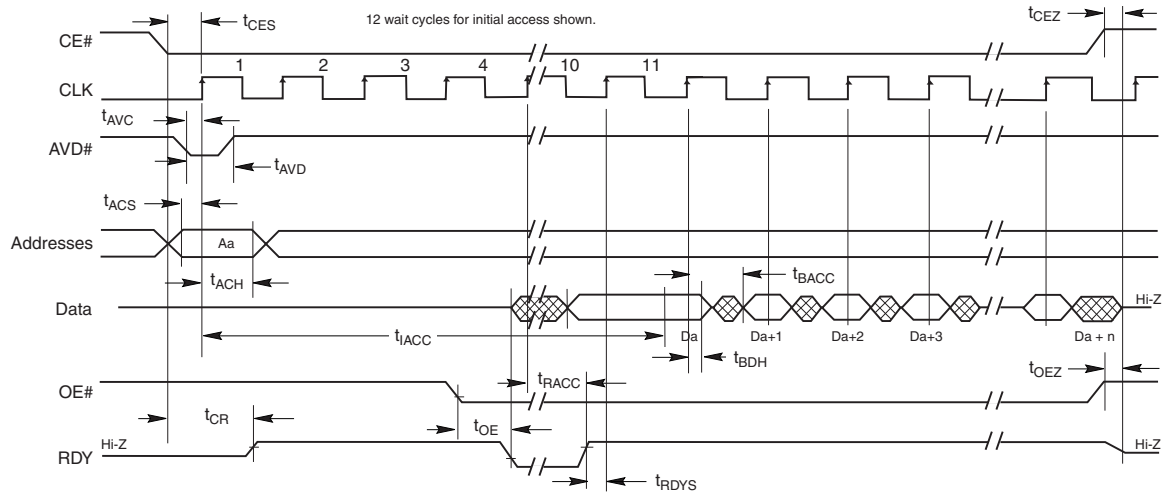 tCES
12 wait cycles for initial access shown.
tCEZ
CE#
1 2 3 4 10 11
CLK
tAVC
AVD#
tAVD
tACS
Addresses
Aa
tACH
tBACC
Data
Hi-Z
tIACC
Da Da+1 Da+2 Da+3 Da + n
tBDH
tOEZ
OE#
tRACC
tCR
tOE
Hi-Z
Hi-Z
RDY
tRDYS